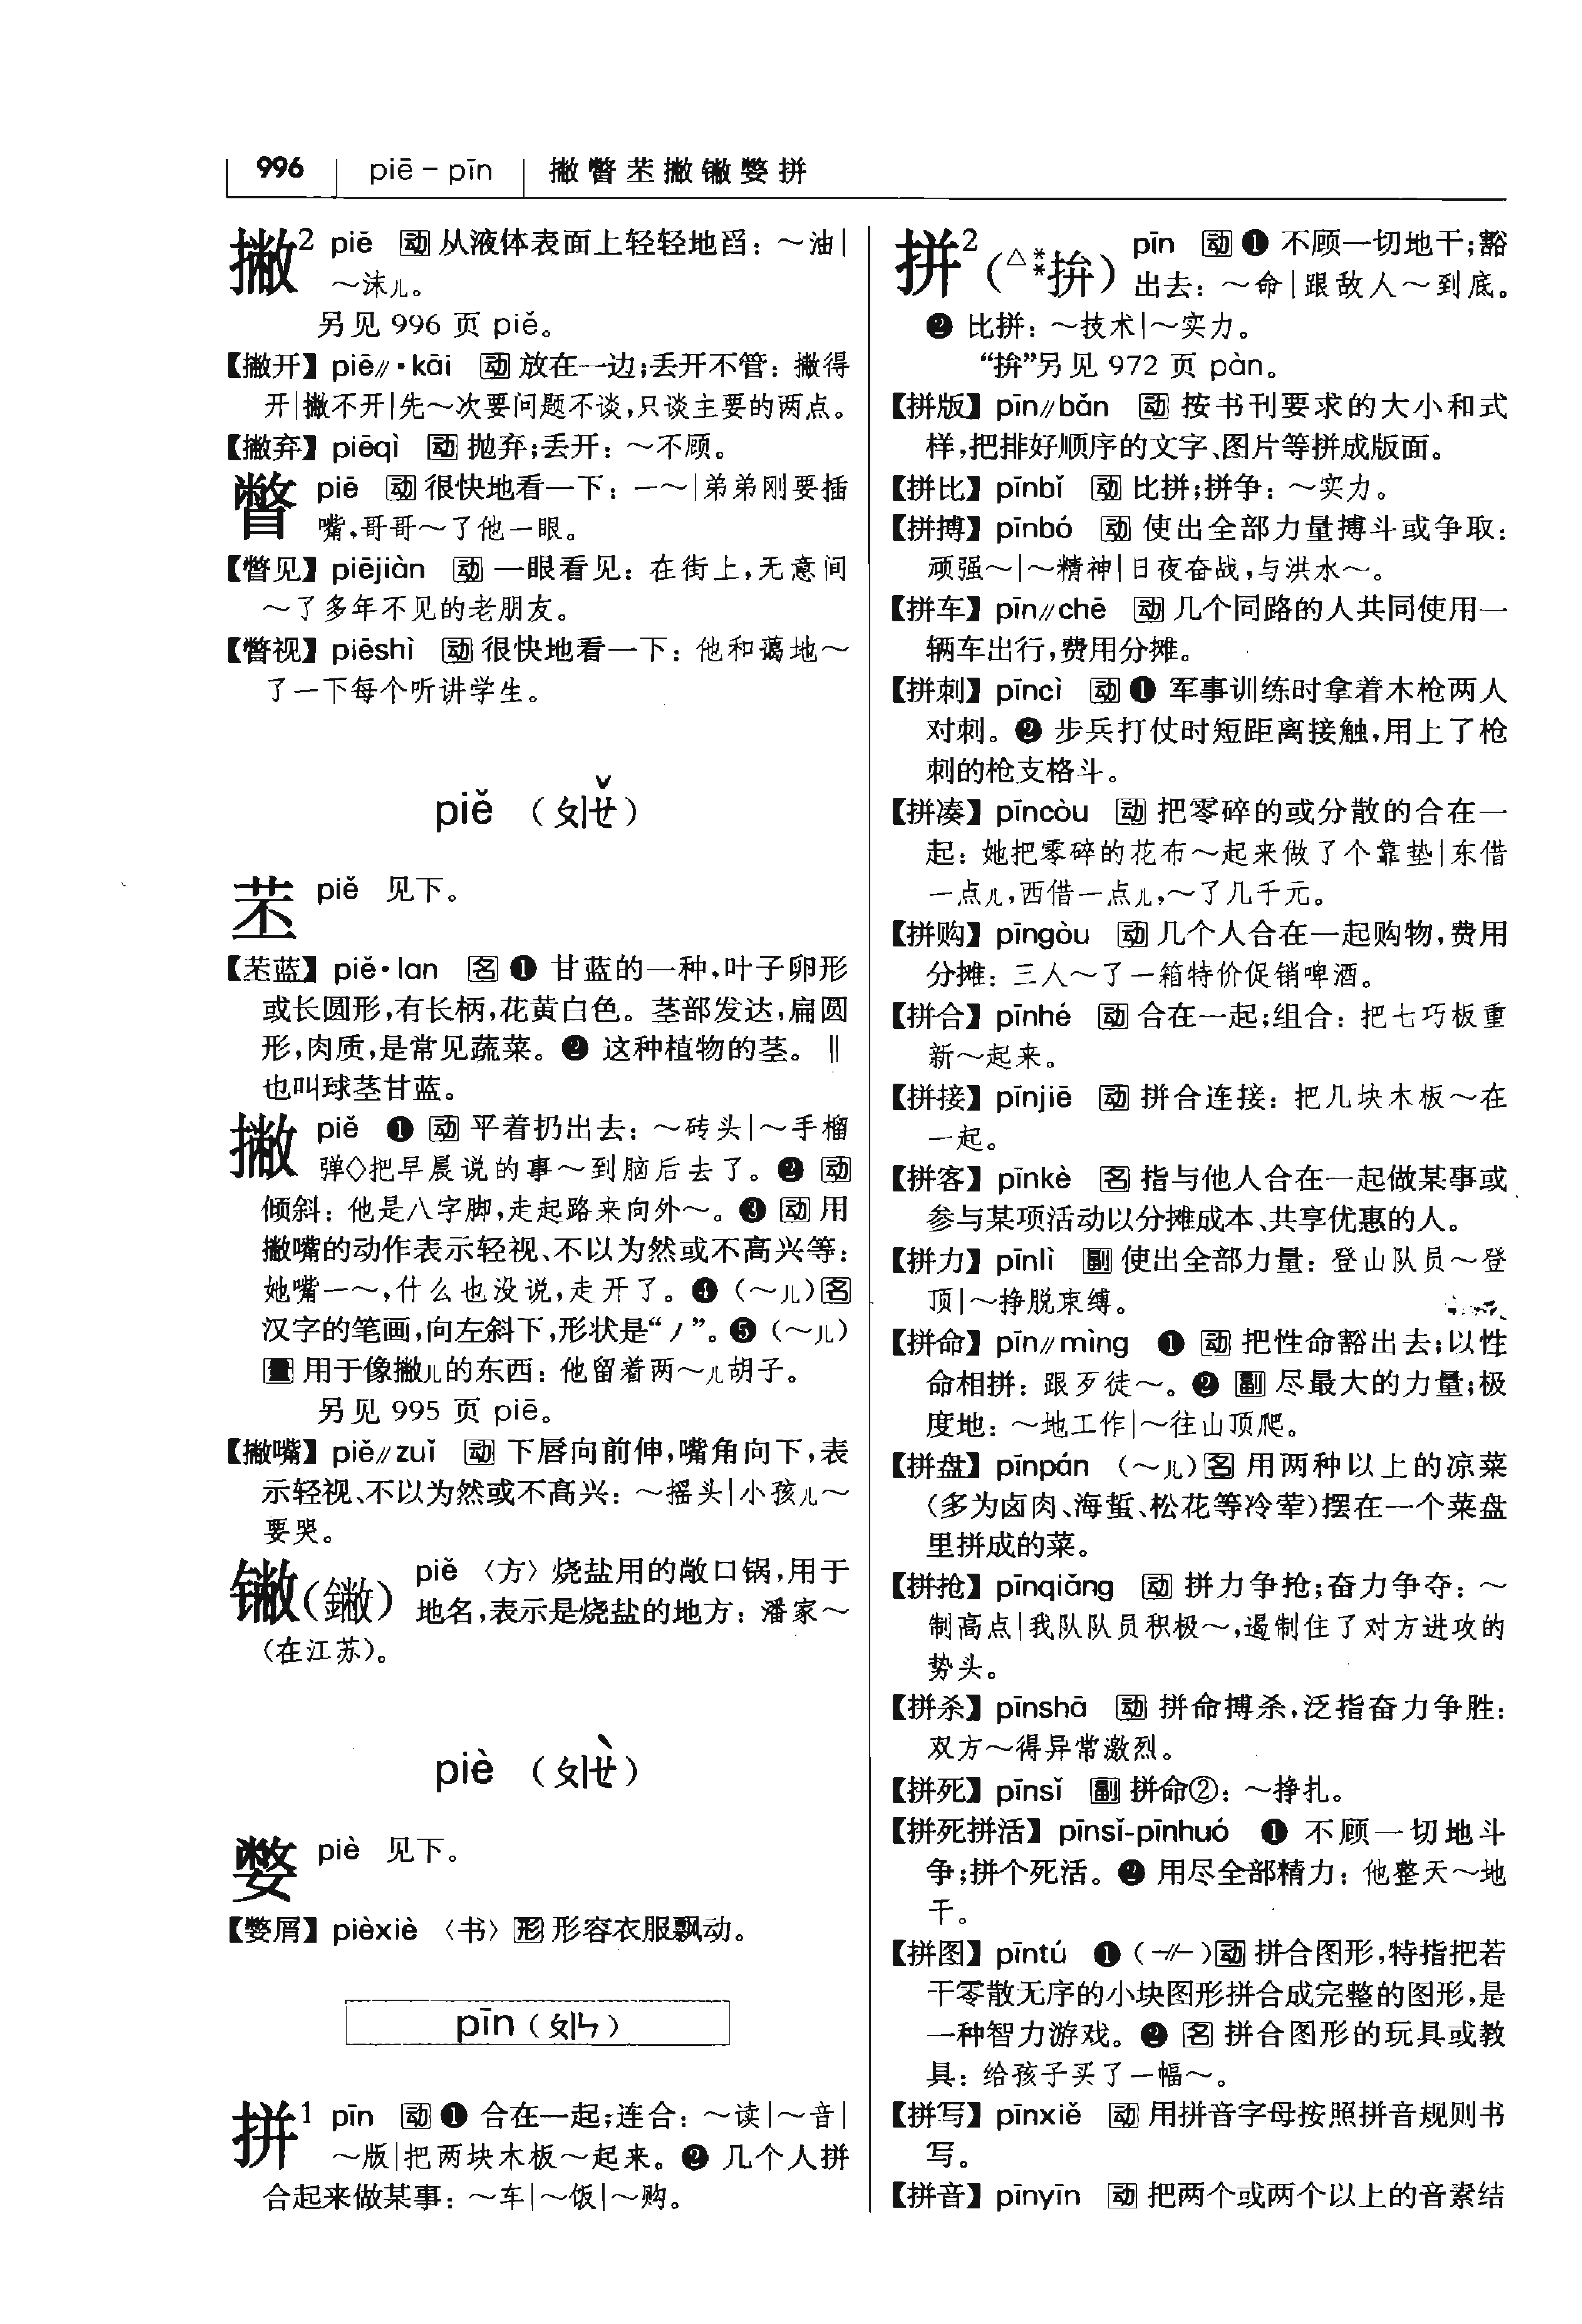 996 piē－pīn 撇瞥苤撇𬭯嫳拼
撇² piē 动 从液体表面上轻轻地舀：～油|
～沫儿。
另见 996 页 piě。
【撇开】piē∥·kāi 动 放在一边；丢开不管：撇得
开|撇不开|先～次要问题不谈，只谈主要的两点。
【撇弃】piēqì 动 抛弃；丢开：～不顾。
瞥 piē 动 很快地看一下：一～|弟弟刚要插
嘴，哥哥～了他一眼。
【瞥见】piējiàn 动 一眼看见：在街上，无意间
～了多年不见的老朋友。
【瞥视】piēshì 动 很快地看一下：他和蔼地～
了一下每个听讲学生。
piě （ㄆㄧㄝˇ）
苤 piě 见下。
【苤蓝】piě·lan 名 ❶ 甘蓝的一种，叶子卵形
或长圆形，有长柄，花黄白色。茎部发达，扁圆
形，肉质，是常见蔬菜。❷ 这种植物的茎。‖
也叫球茎甘蓝。
撇 piě ❶ 动 平着扔出去：～砖头|～手榴
弹◇把早晨说的事～到脑后去了。❷ 动
倾斜：他是八字脚，走起路来向外～。❸ 动 用
撇嘴的动作表示轻视、不以为然或不高兴等：
她嘴一～，什么也没说，走开了。❹（～儿）名
汉字的笔画，向左斜下，形状是“丿”。❺（～儿）
量 用于像撇儿的东西：他留着两～儿胡子。
另见 995 页 piē。
【撇嘴】piě∥zuǐ 动 下唇向前伸，嘴角向下，表
示轻视、不以为然或不高兴：～摇头|小孩儿～
要哭。
𬭯（鐅） piě 〈方〉烧盐用的敞口锅，用于
地名，表示是烧盐的地方：潘家～
（在江苏）。
piè （ㄆㄧㄝˋ）
嫳 piè 见下。
【嫳屑】pièxiè 〈书〉形 形容衣服飘动。
pīn（ㄆㄧㄣ）
拼¹ pīn 动 ❶ 合在一起；连合：～读|～音|
～版|把两块木板～起来。❷ 几个人拼
合起来做某事：～车|～饭|～购。
拼²（△**拚） pīn 动 ❶ 不顾一切地干；豁
出去：～命|跟敌人～到底。
❷ 比拼：～技术|～实力。
“拚”另见 972 页 pàn。
【拼版】pīn∥bǎn 动 按书刊要求的大小和式
样，把排好顺序的文字、图片等拼成版面。
【拼比】pīnbǐ 动 比拼；拼争：～实力。
【拼搏】pīnbó 动 使出全部力量搏斗或争取：
顽强～|～精神|日夜奋战，与洪水～。
【拼车】pīn∥chē 动 几个同路的人共同使用一
辆车出行，费用分摊。
【拼刺】pīncì 动 ❶ 军事训练时拿着木枪两人
对刺。❷ 步兵打仗时短距离接触，用上了枪
刺的枪支格斗。
【拼凑】pīncòu 动 把零碎的或分散的合在一
起：她把零碎的花布～起来做了个靠垫|东借
一点儿，西借一点儿，～了几千元。
【拼购】pīngòu 动 几个人合在一起购物，费用
分摊：三人～了一箱特价促销啤酒。
【拼合】pīnhé 动 合在一起；组合：把七巧板重
新～起来。
【拼接】pīnjiē 动 拼合连接：把几块木板～在
一起。
【拼客】pīnkè 名 指与他人合在一起做某事或
参与某项活动以分摊成本、共享优惠的人。
【拼力】pīnlì 副 使出全部力量：登山队员～登
顶|～挣脱束缚。
【拼命】pīn∥mìng ❶ 动 把性命豁出去；以性
命相拼：跟歹徒～。❷ 副 尽最大的力量；极
度地：～地工作|～往山顶爬。
【拼盘】pīnpán （～儿）名 用两种以上的凉菜
（多为卤肉、海蜇、松花等冷荤）摆在一个菜盘
里拼成的菜。
【拼抢】pīnqiǎng 动 拼力争抢；奋力争夺：～
制高点|我队队员积极～，遏制住了对方进攻的
势头。
【拼杀】pīnshā 动 拼命搏杀，泛指奋力争胜：
双方～得异常激烈。
【拼死】pīnsǐ 副 拼命②：～挣扎。
【拼死拼活】pīnsǐ-pīnhuó ❶ 不顾一切地斗
争；拼个死活。❷ 用尽全部精力：他整天～地
干。
【拼图】pīntú ❶（－∥－）动 拼合图形，特指把若
干零散无序的小块图形拼合成完整的图形，是
一种智力游戏。❷ 名 拼合图形的玩具或教
具：给孩子买了一幅～。
【拼写】pīnxiě 动 用拼音字母按照拼音规则书
写。
【拼音】pīnyīn 动 把两个或两个以上的音素结